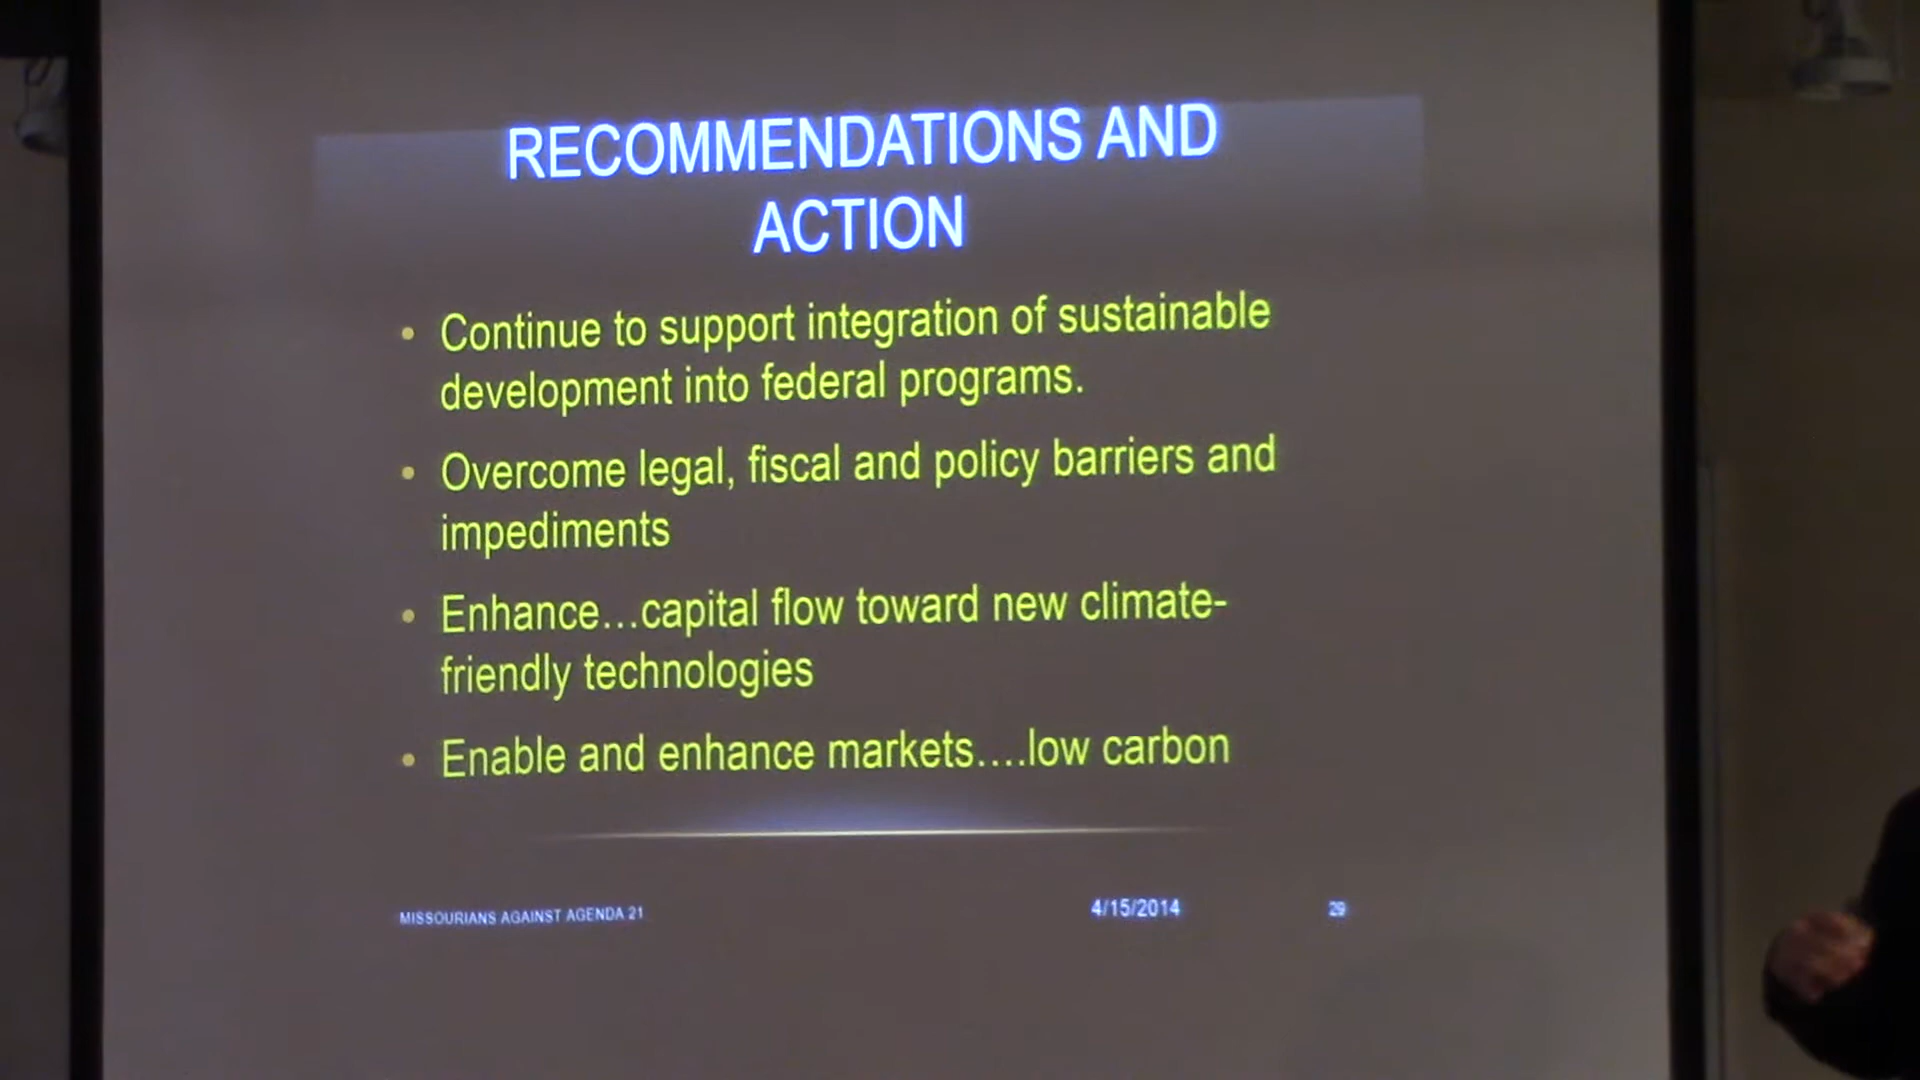 RECOMMENDATIONS AND
ACTION
• Continue to support integration of sustainable
development into federal programs.
• Overcome legal, fiscal and policy barriers and
impediments
• Enhance...capital flow toward new climate-
friendly technologies
• Enable and enhance markets....low carbon
MISSOURIANS AGAINST AGENDA 21
4/15/2014
29